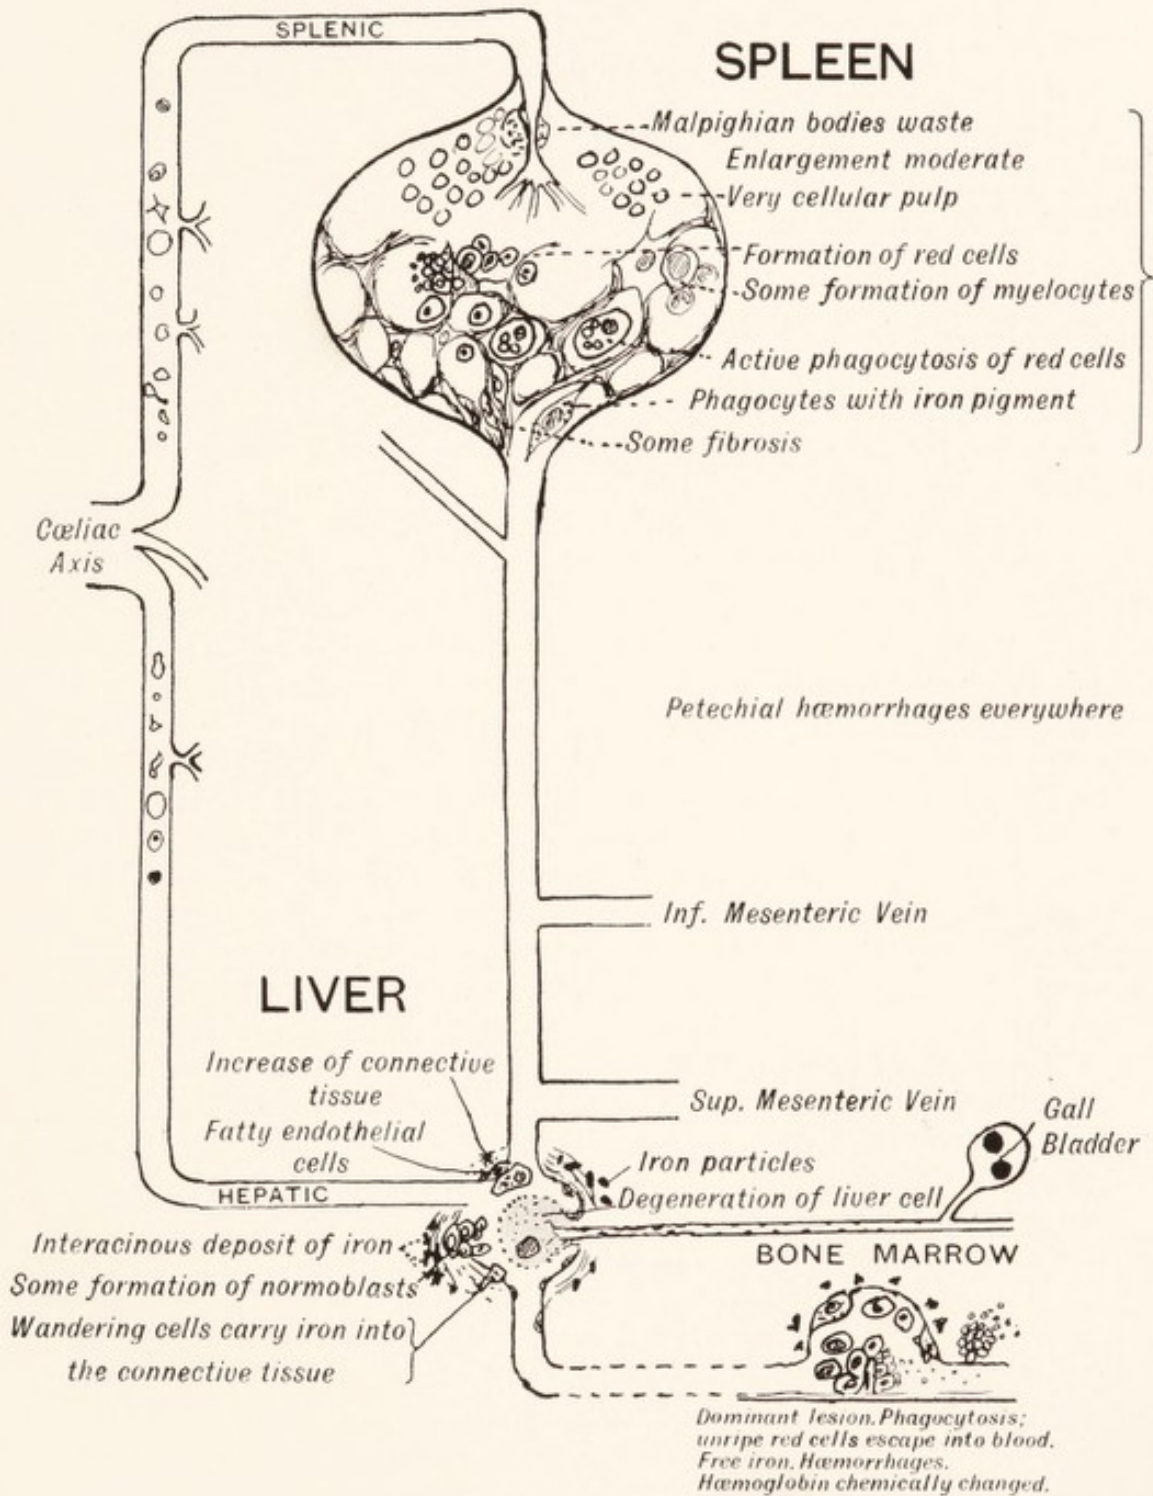 SPLENIC
SPLEEN
Malpighian bodies waste
Enlargement moderate
Very cellular pulp
Formation of red cells
Some formation of myelocytes
Active phagocytosis of red cells
Phagocytes with iron pigment
Some fibrosis
Cœliac
Axis
Petechial hæmorrhages everywhere
Inf. Mesenteric Vein
LIVER
Increase of connective
tissue
Fatty endothelial
cells
HEPATIC
Sup. Mesenteric Vein
Gall
Bladder
Iron particles
Degeneration of liver cell
Interacinous deposit of iron
Some formation of normoblasts
Wandering cells carry iron into
the connective tissue
BONE MARROW
Dominant lesion. Phagocytosis;
unripe red cells escape into blood.
Free iron. Hæmorrhages.
Hæmoglobin chemically changed.